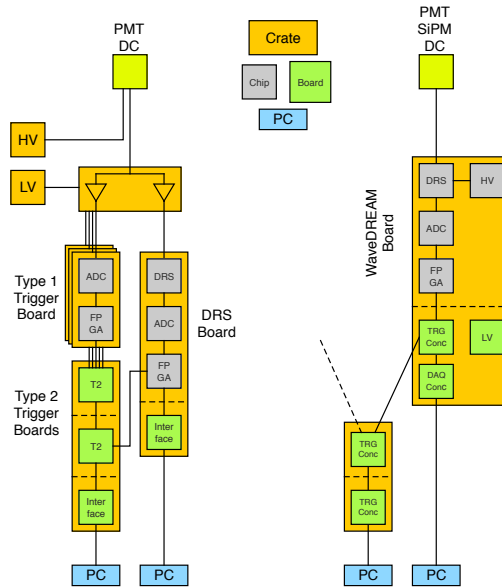 PMT
DC
HV
LV
Type 1
Trigger
Board
ADC
FP
GA
DRS
ADC
FP
GA
DRS
Board
Type 2
Trigger
Boards
T2
T2
Inter
face
Inter
face
PC
PC
Crate
Chip
Board
PC
PMT
SiPM
DC
WaveDREAM
Board
DRS
HV
ADC
FP
GA
TRG
Conc
LV
DAQ
Conc
TRG
Conc
TRG
Conc
PC
PC